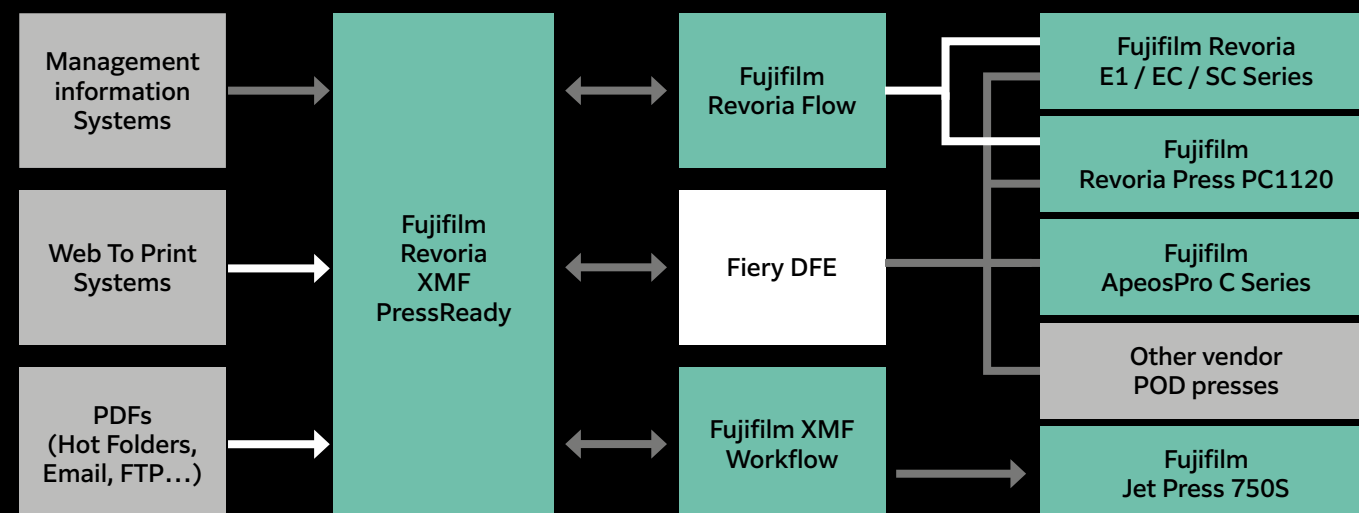 Management
information
Systems
Web To Print
Systems
PDFs
(Hot Folders,
Email, FTP...)
Fujifilm
Revoria
XMF
PressReady
Fujifilm
Revoria Flow
Fiery DFE
Fujifilm XMF
Workflow
Fujifilm Revoria
E1 / EC / SC Series
Fujifilm
Revoria Press PC1120
Fujifilm
ApeosPro C Series
Other vendor
POD presses
Fujifilm
Jet Press 750S